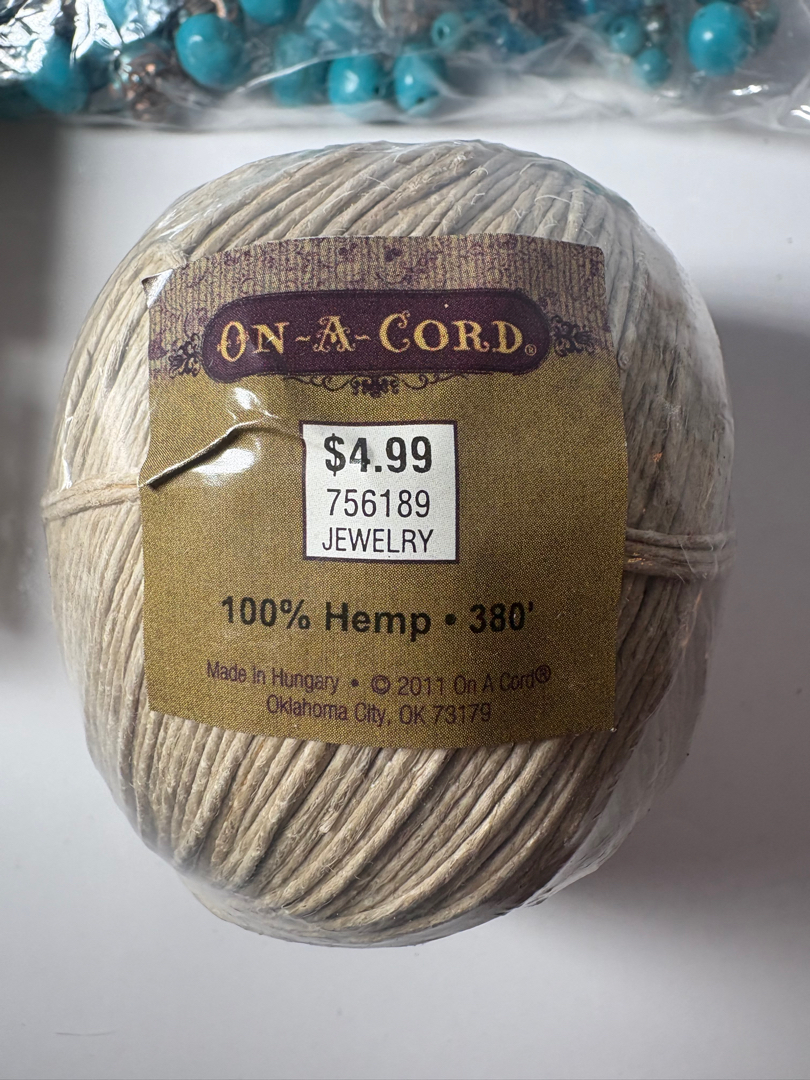 ON-A-CORD®
$4.99
756189
JEWELRY
100% Hemp • 380'
Made in Hungary • © 2011 On A Cord®
Oklahoma City, OK 73179